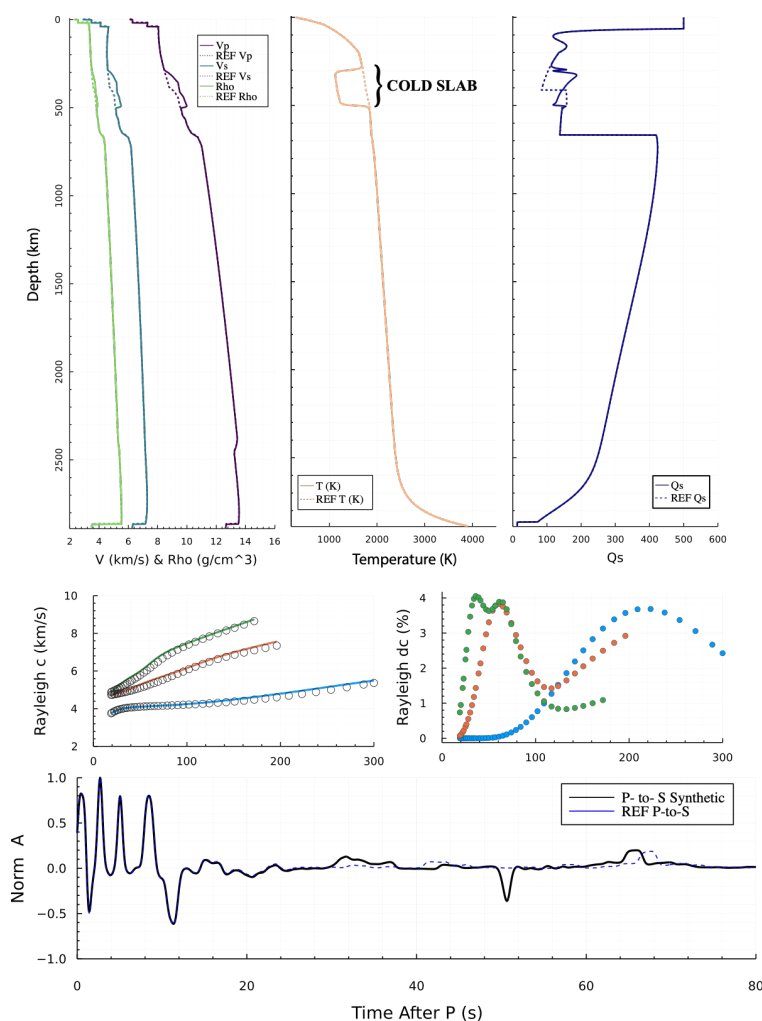 0
500
1000
1500
2000
2500
Depth (km)
Vp
REF Vp
Vs
REF Vs
Rho
REF Rho
2 4 6 8 10 12 14 16
V (km/s) & Rho (g/cm^3)
COLD SLAB
T (K)
REF T (K)
1000 2000 3000 4000
Temperature (K)
Qs
REF Qs
0 100 200 300 400 500 600
Qs
10
8
6
4
2
Rayleigh c (km/s)
0 100 200 300
4
3
2
1
0
Rayleigh dc (%)
0 100 200 300
1.0
0.5
0.0
−0.5
−1.0
Norm A
P- to- S Synthetic
REF P-to-S
0 20 40 60 80
Time After P (s)